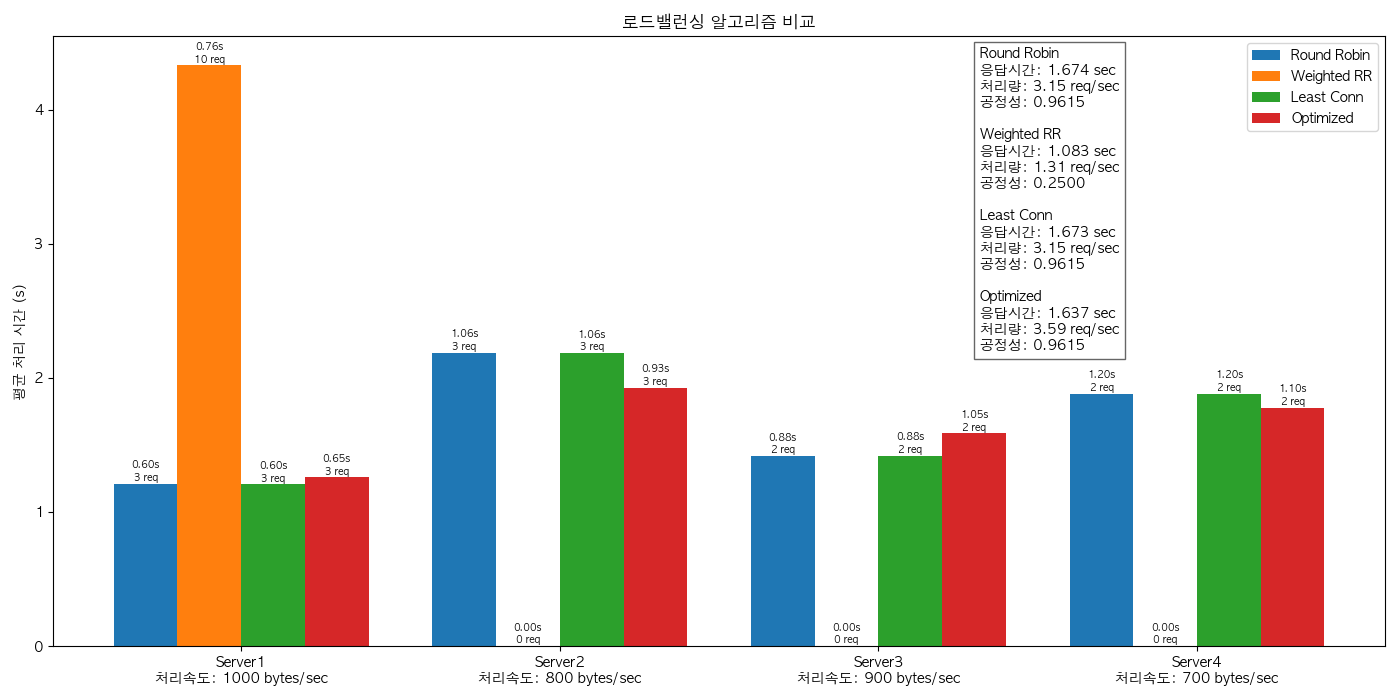 로드밸런싱 알고리즘 비교
0.76s
10 req
Round Robin
응답시간: 1.674 sec
처리량: 3.15 req/sec
공정성: 0.9615
Weighted RR
응답시간: 1.083 sec
처리량: 1.31 req/sec
공정성: 0.2500
Least Conn
응답시간: 1.673 sec
처리량: 3.15 req/sec
공정성: 0.9615
Optimized
응답시간: 1.637 sec
처리량: 3.59 req/sec
공정성: 0.9615
Round Robin
Weighted RR
Least Conn
Optimized
평균 처리 시간 (s)
4
3
2
1
0
0.60s
3 req
0.60s
3 req
0.65s
3 req
1.06s
3 req
0.00s
0 req
1.06s
3 req
0.93s
3 req
0.88s
2 req
0.00s
0 req
0.88s
2 req
1.05s
2 req
1.20s
2 req
0.00s
0 req
1.20s
2 req
1.10s
2 req
Server1
처리속도: 1000 bytes/sec
Server2
처리속도: 800 bytes/sec
Server3
처리속도: 900 bytes/sec
Server4
처리속도: 700 bytes/sec